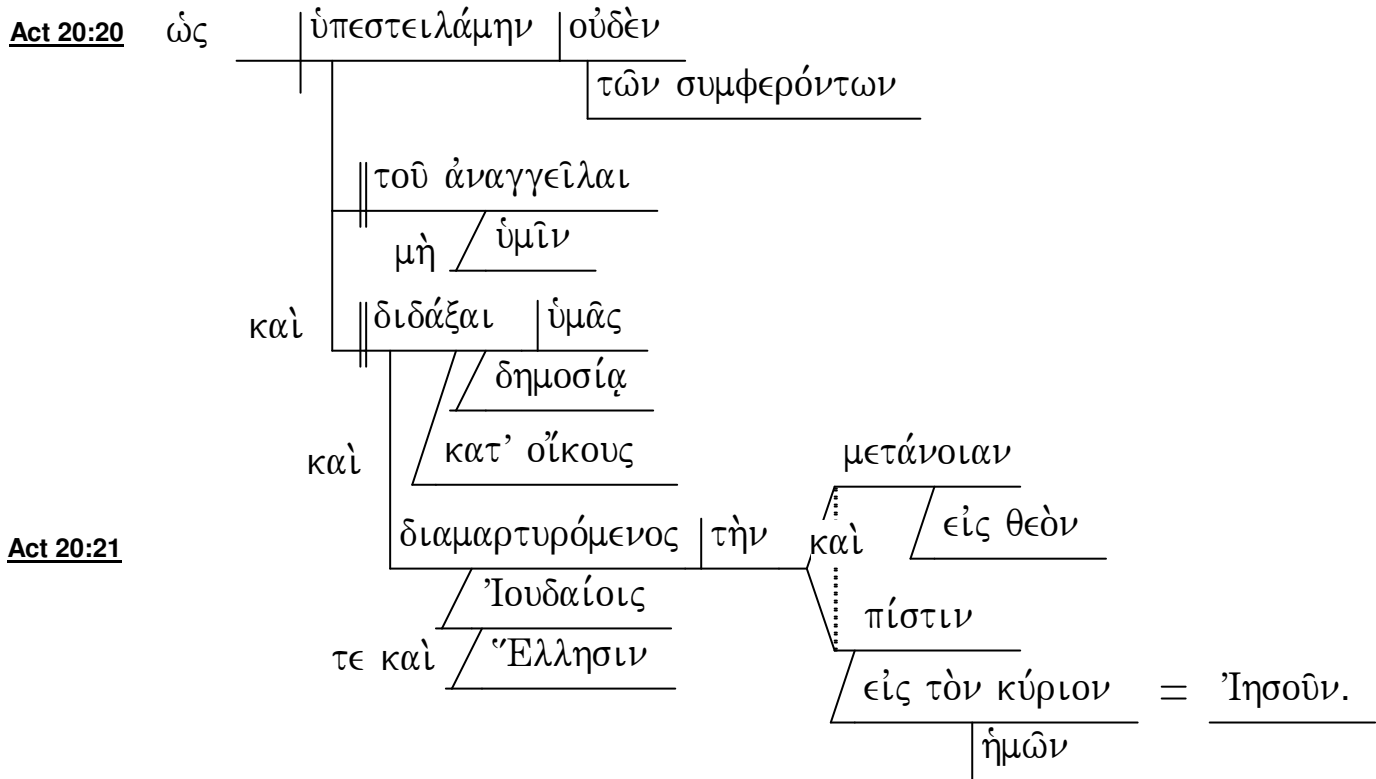 Act 20:20 ὡς ὑπεστειλάμην οὐδὲν
τῶν συμφερόντων
τοῦ ἀναγγεῖλαι
μὴ ὑμῖν
καὶ διδάξαι ὑμᾶς
δημοσίᾳ
καὶ κατ’ οἴκους μετάνοιαν
Act 20:21 διαμαρτυρόμενος τὴν καὶ εἰς θεὸν
Ἰουδαίοις πίστιν
τε καὶ Ἕλλησιν
εἰς τὸν κύριον = Ἰησοῦν.
ἡμῶν